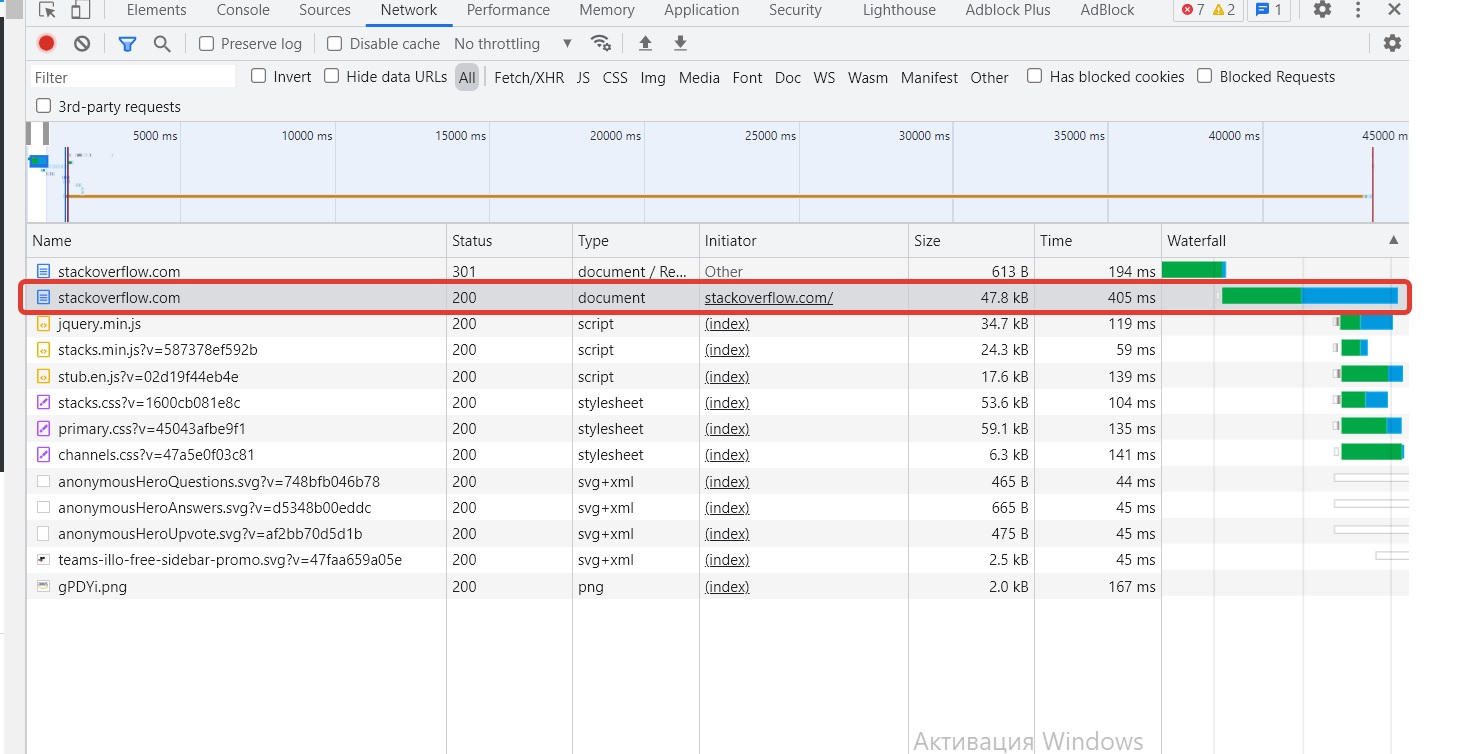 Elements Console Sources Network Performance Memory Application Security Lighthouse Adblock Plus AdBlock 7 2 1
Preserve log Disable cache No throttling
Filter Invert Hide data URLs All Fetch/XHR JS CSS Img Media Font Doc WS Wasm Manifest Other Has blocked cookies Blocked Requests
3rd-party requests
5000 ms 10000 ms 15000 ms 20000 ms 25000 ms 30000 ms 35000 ms 40000 ms 45000 m
Name Status Type Initiator Size Time Waterfall
stackoverflow.com 301 document / Re... Other 613 B 194 ms
stackoverflow.com 200 document stackoverflow.com/ 47.8 kB 405 ms
jquery.min.js 200 script (index) 34.7 kB 119 ms
stacks.min.js?v=587378ef592b 200 script (index) 24.3 kB 59 ms
stub.en.js?v=02d19f44eb4e 200 script (index) 17.6 kB 139 ms
stacks.css?v=1600cb081e8c 200 stylesheet (index) 53.6 kB 104 ms
primary.css?v=45043afbe9f1 200 stylesheet (index) 59.1 kB 135 ms
channels.css?v=47a5e0f03c81 200 stylesheet (index) 6.3 kB 141 ms
anonymousHeroQuestions.svg?v=748bfb046b78 200 svg+xml (index) 465 B 44 ms
anonymousHeroAnswers.svg?v=d5348b00eddc 200 svg+xml (index) 665 B 45 ms
anonymousHeroUpvote.svg?v=af2bb70d5d1b 200 svg+xml (index) 475 B 45 ms
teams-illo-free-sidebar-promo.svg?v=47faa659a05e 200 svg+xml (index) 2.5 kB 45 ms
gPDYi.png 200 png (index) 2.0 kB 167 ms
Активация Windows